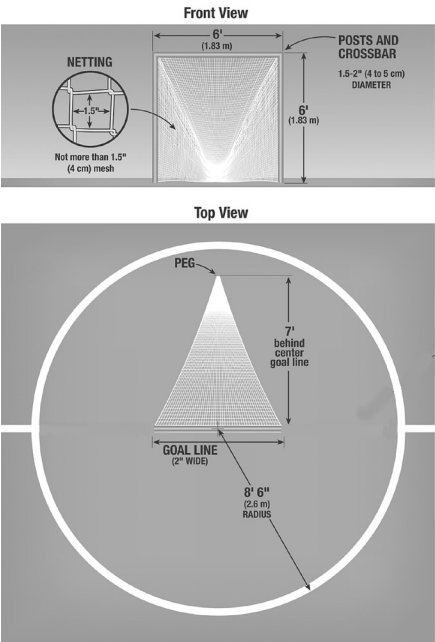 Front View
6'
(1.83 m)
POSTS AND
CROSSBAR
1.5-2" (4 to 5 cm)
DIAMETER
NETTING
1.5"
Not more than 1.5"
(4 cm) mesh
6'
(1.83 m)
Top View
PEG
7'
behind
center
goal line
GOAL LINE
(2" WIDE)
8' 6"
(2.6 m)
RADIUS